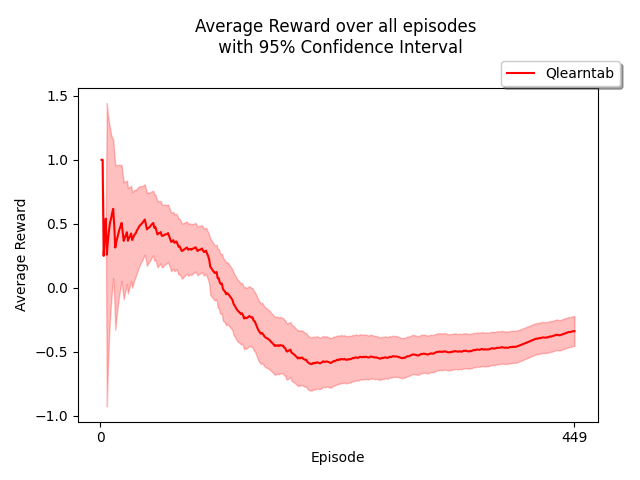 Average Reward over all episodes
with 95% Confidence Interval
Qlearntab
1.5
1.0
0.5
0.0
−0.5
−1.0
Average Reward
0
449
Episode